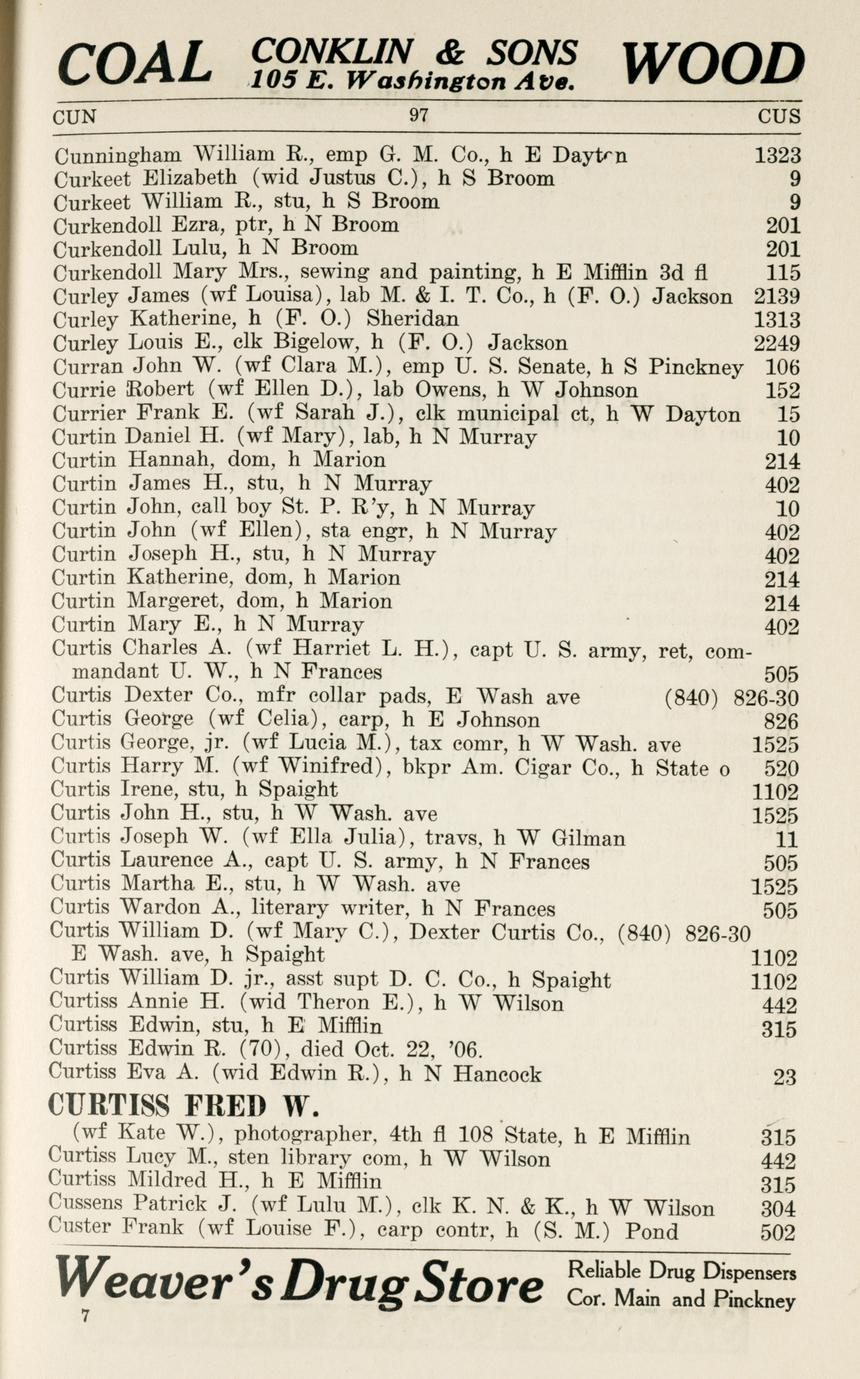 COAL CONKLIN & SONS WOOD
105 E. Washington Ave.
CUN 97 CUS
Cunningham William R., emp G. M. Co., h E Dayton 1323
Curkeet Elizabeth (wid Justus C.), h S Broom 9
Curkeet William R., stu, h S Broom 9
Curkendoll Ezra, ptr, h N Broom 201
Curkendoll Lulu, h N Broom 201
Curkendoll Mary Mrs., sewing and painting, h E Mifflin 3d fl 115
Curley James (wf Louisa), lab M. & I. T. Co., h (F. O.) Jackson 2139
Curley Katherine, h (F. O.) Sheridan 1313
Curley Louis E., clk Bigelow, h (F. O.) Jackson 2249
Curran John W. (wf Clara M.), emp U. S. Senate, h S Pinckney 106
Currie Robert (wf Ellen D.), lab Owens, h W Johnson 152
Currier Frank E. (wf Sarah J.), clk municipal ct, h W Dayton 15
Curtin Daniel H. (wf Mary), lab, h N Murray 10
Curtin Hannah, dom, h Marion 214
Curtin James H., stu, h N Murray 402
Curtin John, call boy St. P. R'y, h N Murray 10
Curtin John (wf Ellen), sta engr, h N Murray 402
Curtin Joseph H., stu, h N Murray 402
Curtin Katherine, dom, h Marion 214
Curtin Margeret, dom, h Marion 214
Curtin Mary E., h N Murray 402
Curtis Charles A. (wf Harriet L. H.), capt U. S. army, ret, com-
mandant U. W., h N Frances 505
Curtis Dexter Co., mfr collar pads, E Wash ave (840) 826-30
Curtis George (wf Celia), carp, h E Johnson 826
Curtis George, jr. (wf Lucia M.), tax comr, h W Wash. ave 1525
Curtis Harry M. (wf Winifred), bkpr Am. Cigar Co., h State o 520
Curtis Irene, stu, h Spaight 1102
Curtis John H., stu, h W Wash. ave 1525
Curtis Joseph W. (wf Ella Julia), travs, h W Gilman 11
Curtis Laurence A., capt U. S. army, h N Frances 505
Curtis Martha E., stu, h W Wash. ave 1525
Curtis Wardon A., literary writer, h N Frances 505
Curtis William D. (wf Mary C.), Dexter Curtis Co., (840) 826-30
E Wash. ave, h Spaight 1102
Curtis William D. jr., asst supt D. C. Co., h Spaight 1102
Curtiss Annie H. (wid Theron E.), h W Wilson 442
Curtiss Edwin, stu, h E Mifflin 315
Curtiss Edwin R. (70), died Oct. 22, '06.
Curtiss Eva A. (wid Edwin R.), h N Hancock 23
CURTISS FRED W.
(wf Kate W.), photographer, 4th fl 108 State, h E Mifflin 315
Curtiss Lucy M., sten library com, h W Wilson 442
Curtiss Mildred H., h E Mifflin 315
Cussens Patrick J. (wf Lulu M.), clk K. N. & K., h W Wilson 304
Custer Frank (wf Louise F.), carp contr, h (S. M.) Pond 502
Weaver's Drug Store Reliable Drug Dispensers
Cor. Main and Pinckney
7